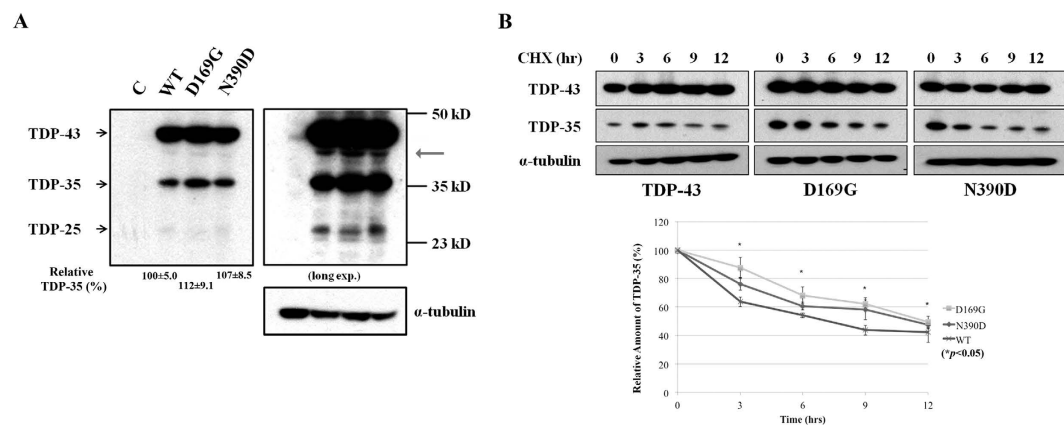 A
C
WT
D169G
N390D
TDP-43
TDP-35
TDP-25
50 kD
35 kD
23 kD
Relative
TDP-35 (%)
100±5.0
112±9.1
107±8.5
(long exp.)
α-tubulin
B
CHX (hr) 0 3 6 9 12 0 3 6 9 12 0 3 6 9 12
TDP-43
TDP-35
α-tubulin
TDP-43 D169G N390D
Relative Amount of TDP-35 (%)
120
100
80
60
40
20
0
* * * *
0 3 6 9 12
Time (hrs)
D169G
N390D
WT
(*p<0.05)